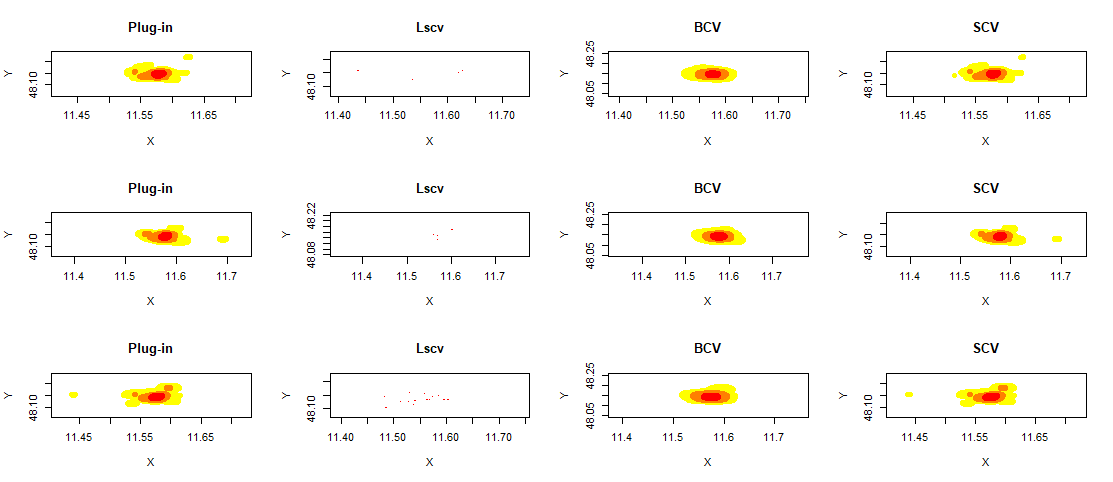 Plug-in Lscv BCV SCV
Y 48.10 Y 48.10 Y 48.05 48.25 Y 48.10
11.45 11.55 11.65 11.40 11.50 11.60 11.70 11.40 11.50 11.60 11.70 11.45 11.55 11.65
X X X X
Plug-in Lscv BCV SCV
Y 48.10 Y 48.08 48.22 Y 48.05 48.25 Y 48.10
11.4 11.5 11.6 11.7 11.4 11.5 11.6 11.7 11.4 11.5 11.6 11.7 11.4 11.5 11.6 11.7
X X X X
Plug-in Lscv BCV SCV
Y 48.10 Y 48.10 Y 48.05 48.25 Y 48.10
11.45 11.55 11.65 11.40 11.50 11.60 11.70 11.4 11.5 11.6 11.7 11.45 11.55 11.65
X X X X